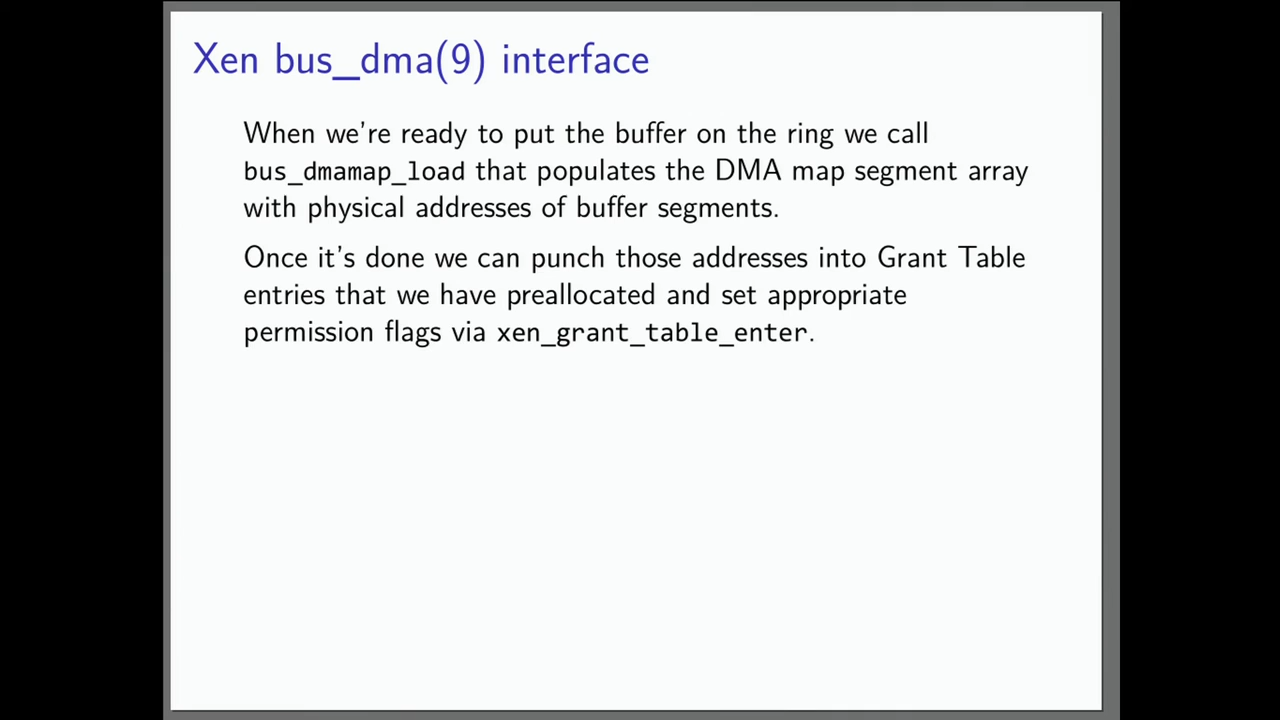 Xen bus_dma(9) interface
When we're ready to put the buffer on the ring we call
bus_dmamap_load that populates the DMA map segment array
with physical addresses of buffer segments.
Once it's done we can punch those addresses into Grant Table
entries that we have preallocated and set appropriate
permission flags via xen_grant_table_enter.